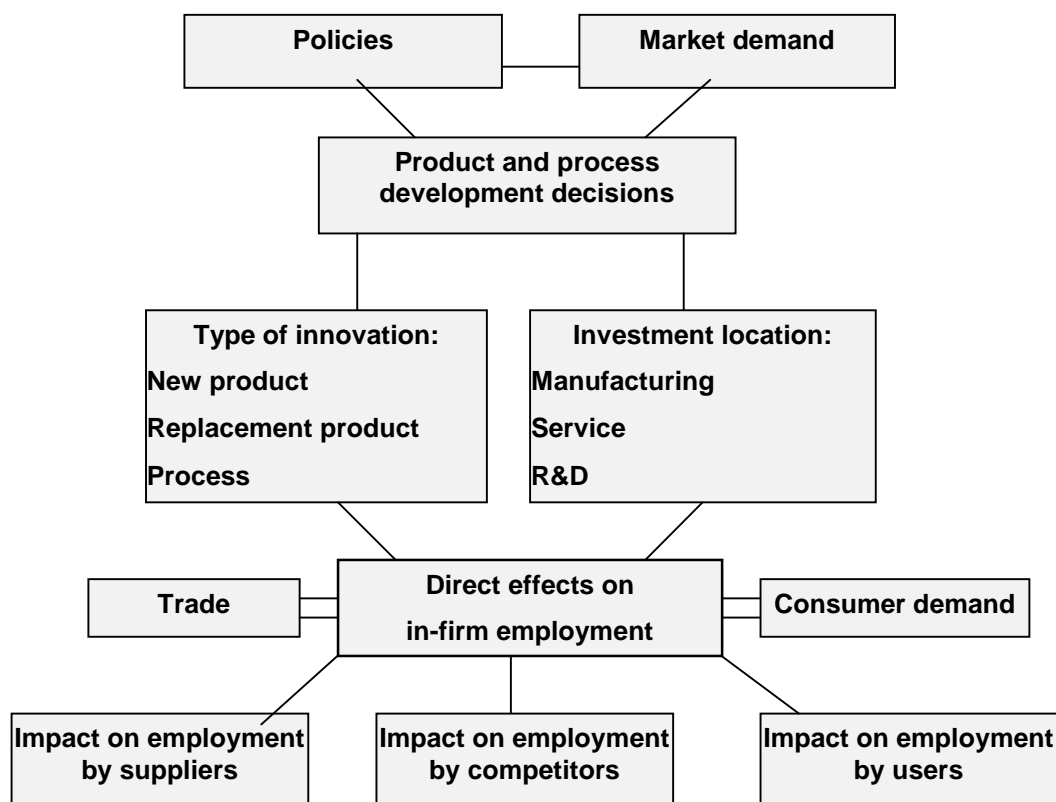 Policies
Market demand
Product and process
development decisions
Type of innovation:
New product
Replacement product
Process
Investment location:
Manufacturing
Service
R&D
Trade
Direct effects on
in-firm employment
Consumer demand
Impact on employment
by suppliers
Impact on employment
by competitors
Impact on employment
by users